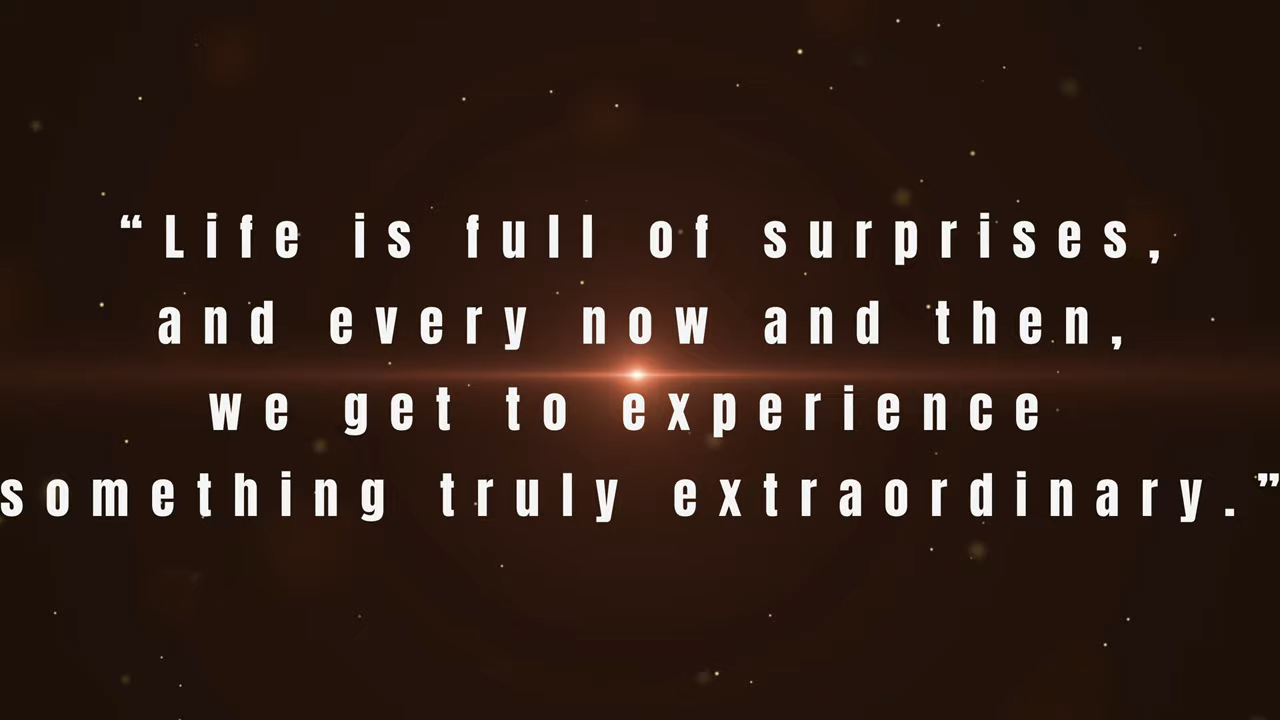 “Life is full of surprises,
and every now and then,
we get to experience
something truly extraordinary.”